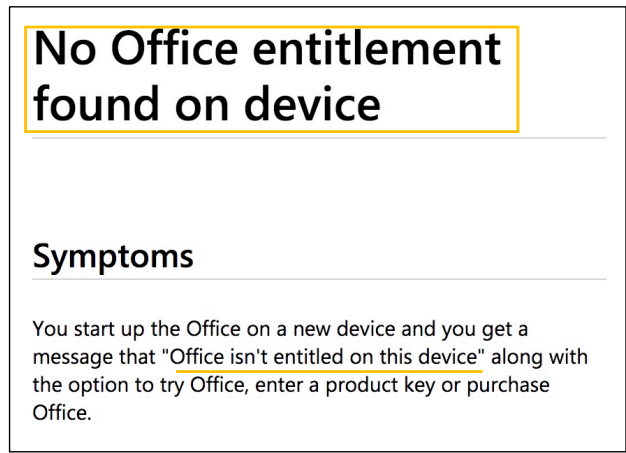 No Office entitlement
found on device
Symptoms
You start up the Office on a new device and you get a
message that "Office isn't entitled on this device" along with
the option to try Office, enter a product key or purchase
Office.